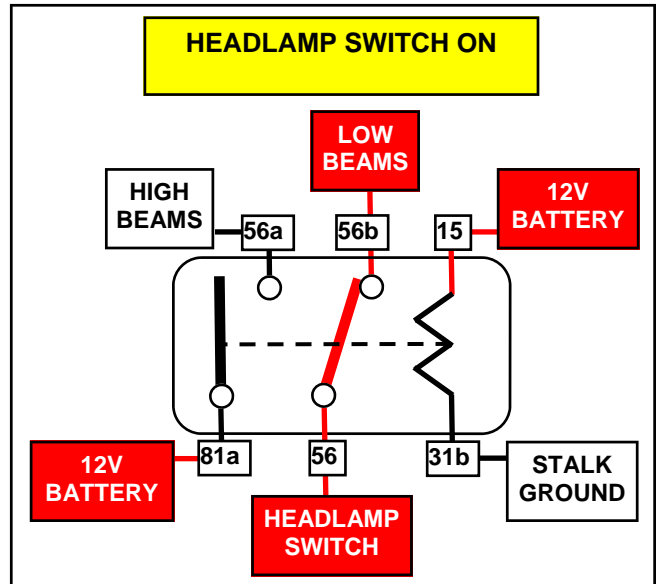 HEADLAMP SWITCH ON
LOW
BEAMS
HIGH
BEAMS
12V
BATTERY
56a
56b
15
81a
56
31b
12V
BATTERY
HEADLAMP
SWITCH
STALK
GROUND